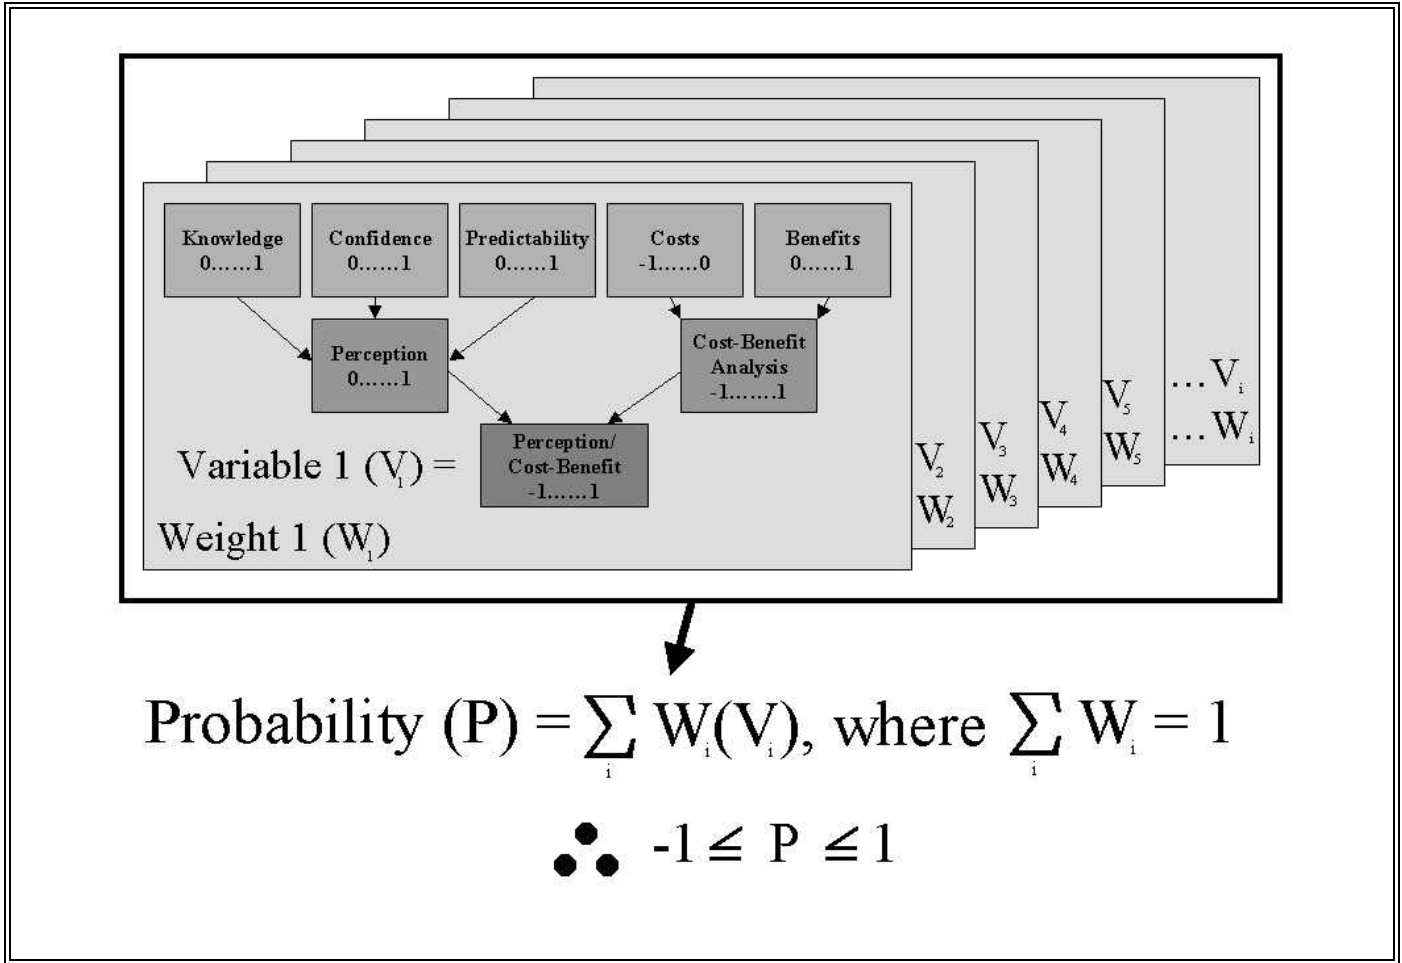 Knowledge
0……1
Confidence
0……1
Predictability
0……1
Costs
-1……0
Benefits
0……1
Perception
0……1
Cost-Benefit
Analysis
-1…….1
Perception/
Cost-Benefit
-1……1
Variable 1 (V₁) =
Weight 1 (W₁)
V₂
W₂
V₃
W₃
V₄
W₄
V₅
W₅
…Vᵢ
…Wᵢ
Probability (P) = ∑ᵢ Wᵢ(Vᵢ), where ∑ᵢ Wᵢ = 1
∴ -1 ≦ P ≦ 1